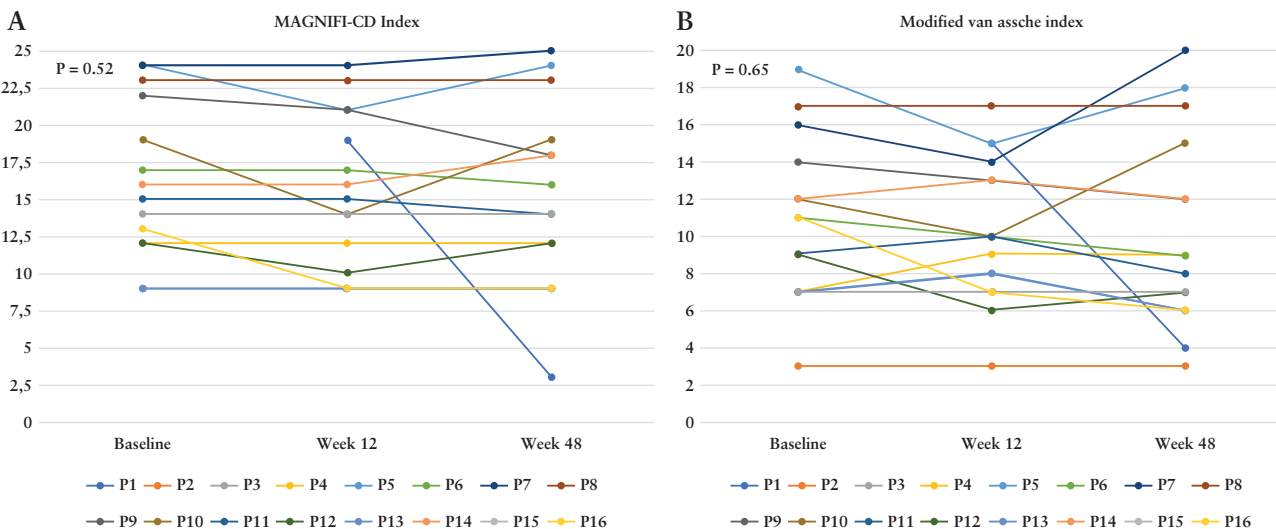 A
MAGNIFI-CD Index
P = 0.52
25
22,5
20
17,5
15
12,5
10
7,5
5
2,5
0
Baseline Week 12 Week 48
P1 P2 P3 P4 P5 P6 P7 P8
P9 P10 P11 P12 P13 P14 P15 P16
B
Modified van assche index
P = 0.65
20
18
16
14
12
10
8
6
4
2
0
Baseline Week 12 Week 48
P1 P2 P3 P4 P5 P6 P7 P8
P9 P10 P11 P12 P13 P14 P15 P16